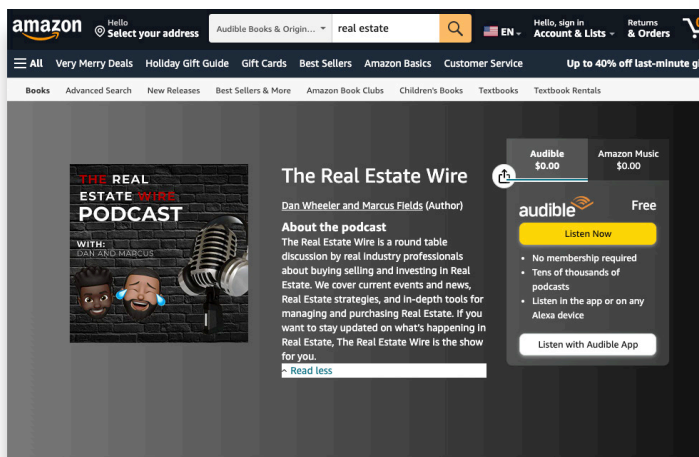 amazon
Hello
Select your address
Audible Books & Origin...
real estate
EN
Hello, sign in
Account & Lists
Returns
& Orders
All
Very Merry Deals
Holiday Gift Guide
Gift Cards
Best Sellers
Amazon Basics
Customer Service
Up to 40% off last-minute gi
Books
Advanced Search
New Releases
Best Sellers & More
Amazon Book Clubs
Children's Books
Textbooks
Textbook Rentals
THE REAL
ESTATE WIRE
PODCAST
WITH:
DAN AND MARCUS
The Real Estate Wire
Dan Wheeler and Marcus Fields (Author)
About the podcast
The Real Estate Wire is a round table
discussion by real industry professionals
about buying selling and investing in Real
Estate. We cover current events and news,
Real Estate strategies, and in-depth tools for
managing and purchasing Real Estate. If you
want to stay updated on what's happening in
Real Estate, The Real Estate Wire is the show
for you.
Read less
Audible
$0.00
Amazon Music
$0.00
audible
Free
Listen Now
• No membership required
• Tens of thousands of
podcasts
• Listen in the app or on any
Alexa device
Listen with Audible App